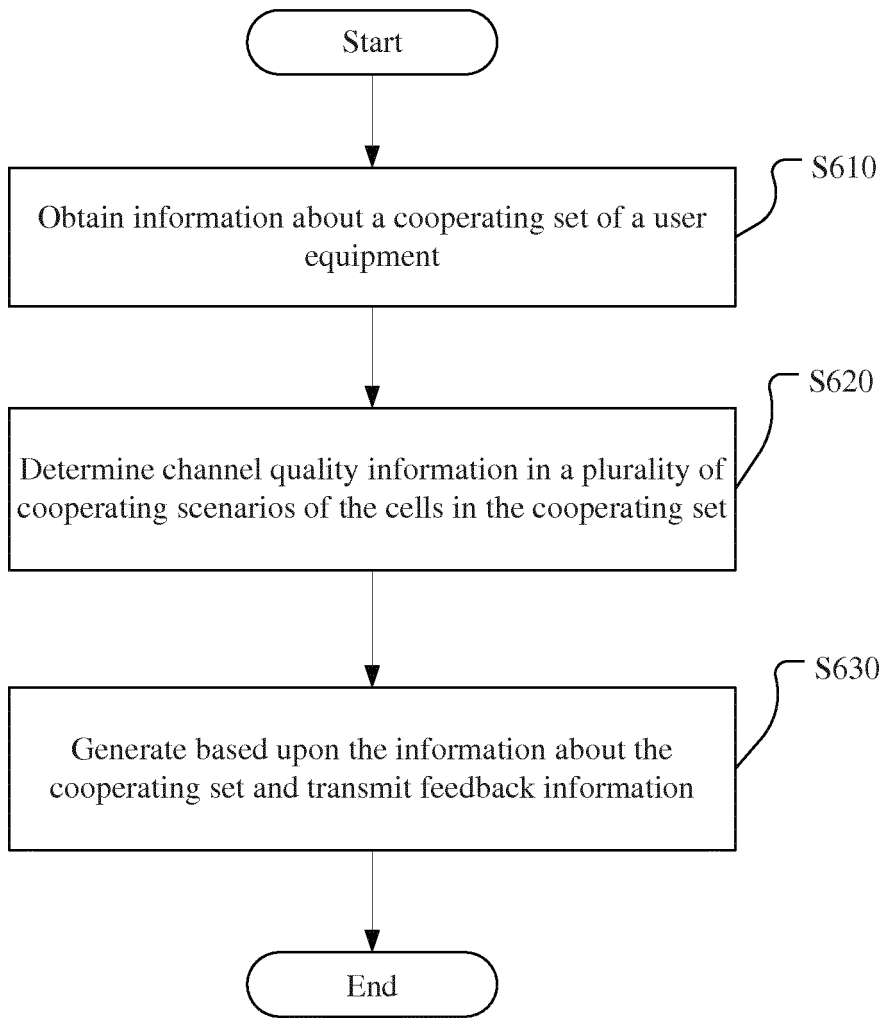 Start
S610
Obtain information about a cooperating set of a user
equipment
S620
Determine channel quality information in a plurality of
cooperating scenarios of the cells in the cooperating set
S630
Generate based upon the information about the
cooperating set and transmit feedback information
End